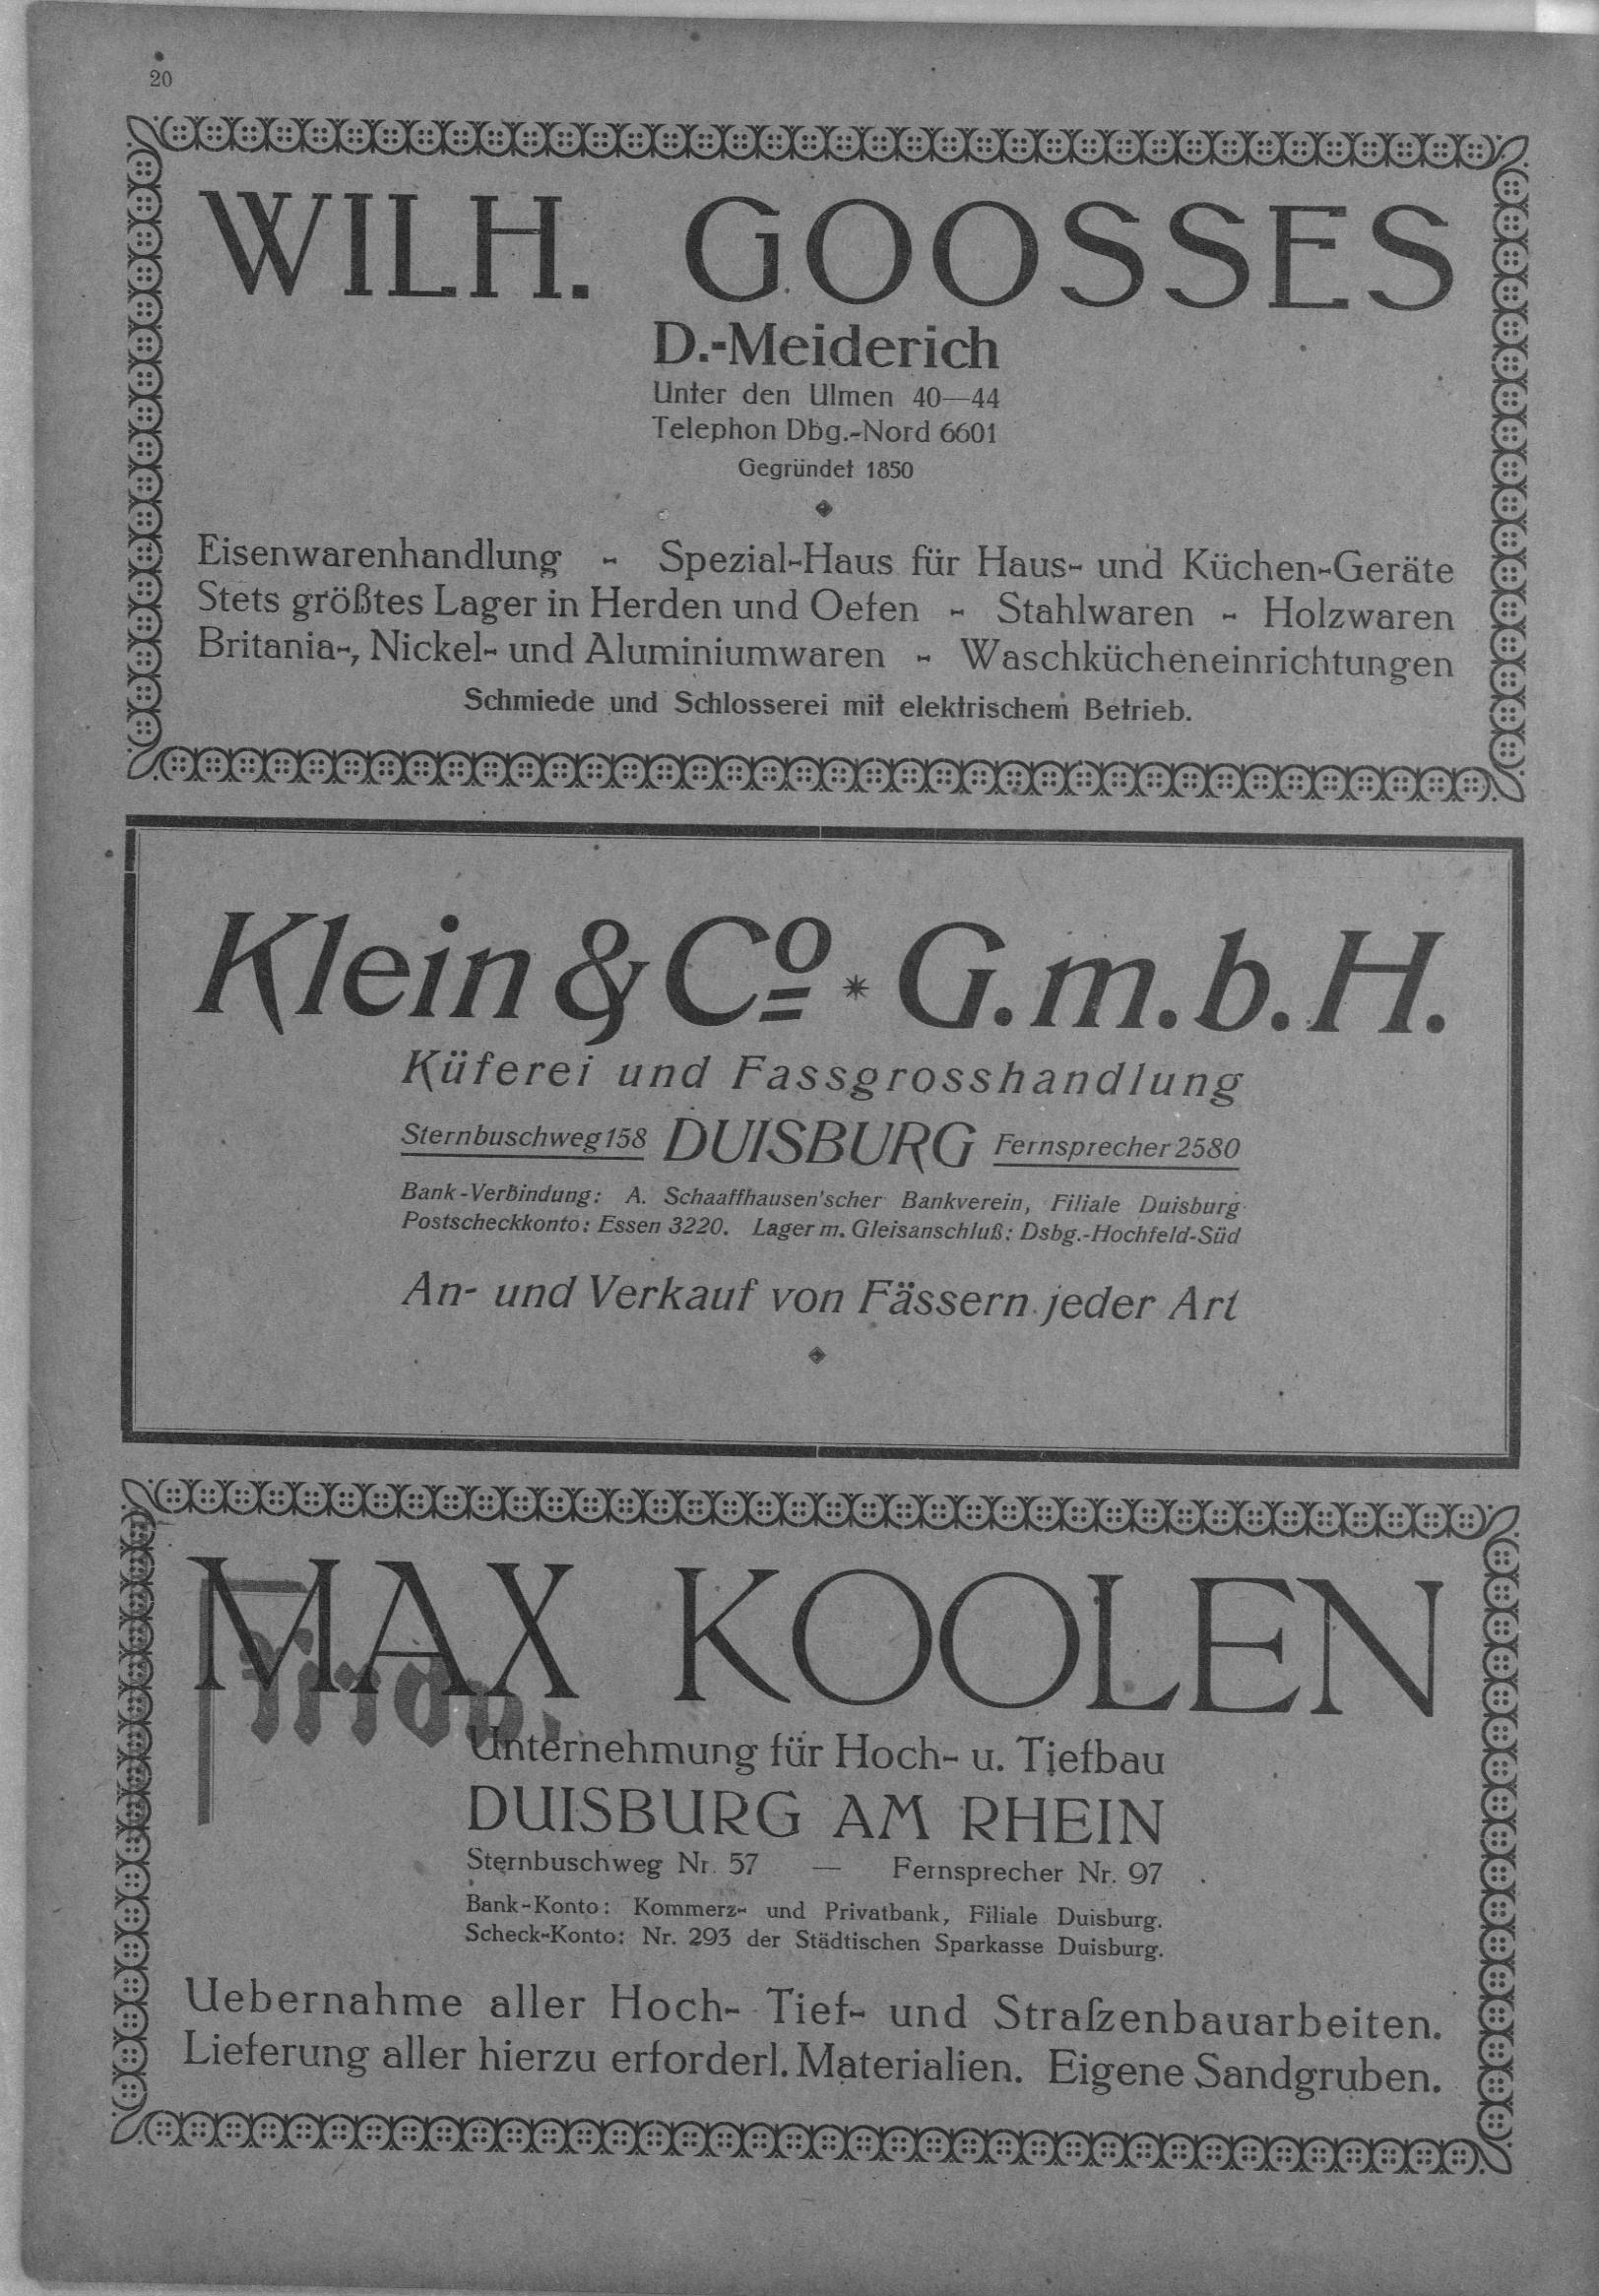 20
WILH. GOOSSES
D.-Meiderich
Unter den Ulmen 40—44
Telephon Dbg.-Nord 6601
Gegründet 1850
Eisenwarenhandlung - Spezial-Haus für Haus- und Küchen-Geräte
Stets größtes Lager in Herden und Oefen - Stahlwaren - Holzwaren
Britania-, Nickel- und Aluminiumwaren - Waschkücheneinrichtungen
Schmiede und Schlosserei mit elektrischem Betrieb.
Klein & Co * G.m.b.H.
Küferei und Fassgrosshandlung
Sternbuschweg 158 DUISBURG Fernsprecher 2580
Bank-Verbindung: A. Schaaffhausen'scher Bankverein, Filiale Duisburg
Postscheckkonto: Essen 3220. Lager m. Gleisanschluß: Dsbg.-Hochfeld-Süd
An- und Verkauf von Fässern jeder Art
MAX KOOLEN
Unternehmung für Hoch- u. Tiefbau
DUISBURG AM RHEIN
Sternbuschweg Nr. 57 — Fernsprecher Nr. 97
Bank-Konto: Kommerz- und Privatbank, Filiale Duisburg.
Scheck-Konto: Nr. 293 der Städtischen Sparkasse Duisburg.
Uebernahme aller Hoch- Tief- und Straſzenbauarbeiten.
Lieferung aller hierzu erforderl. Materialien. Eigene Sandgruben.